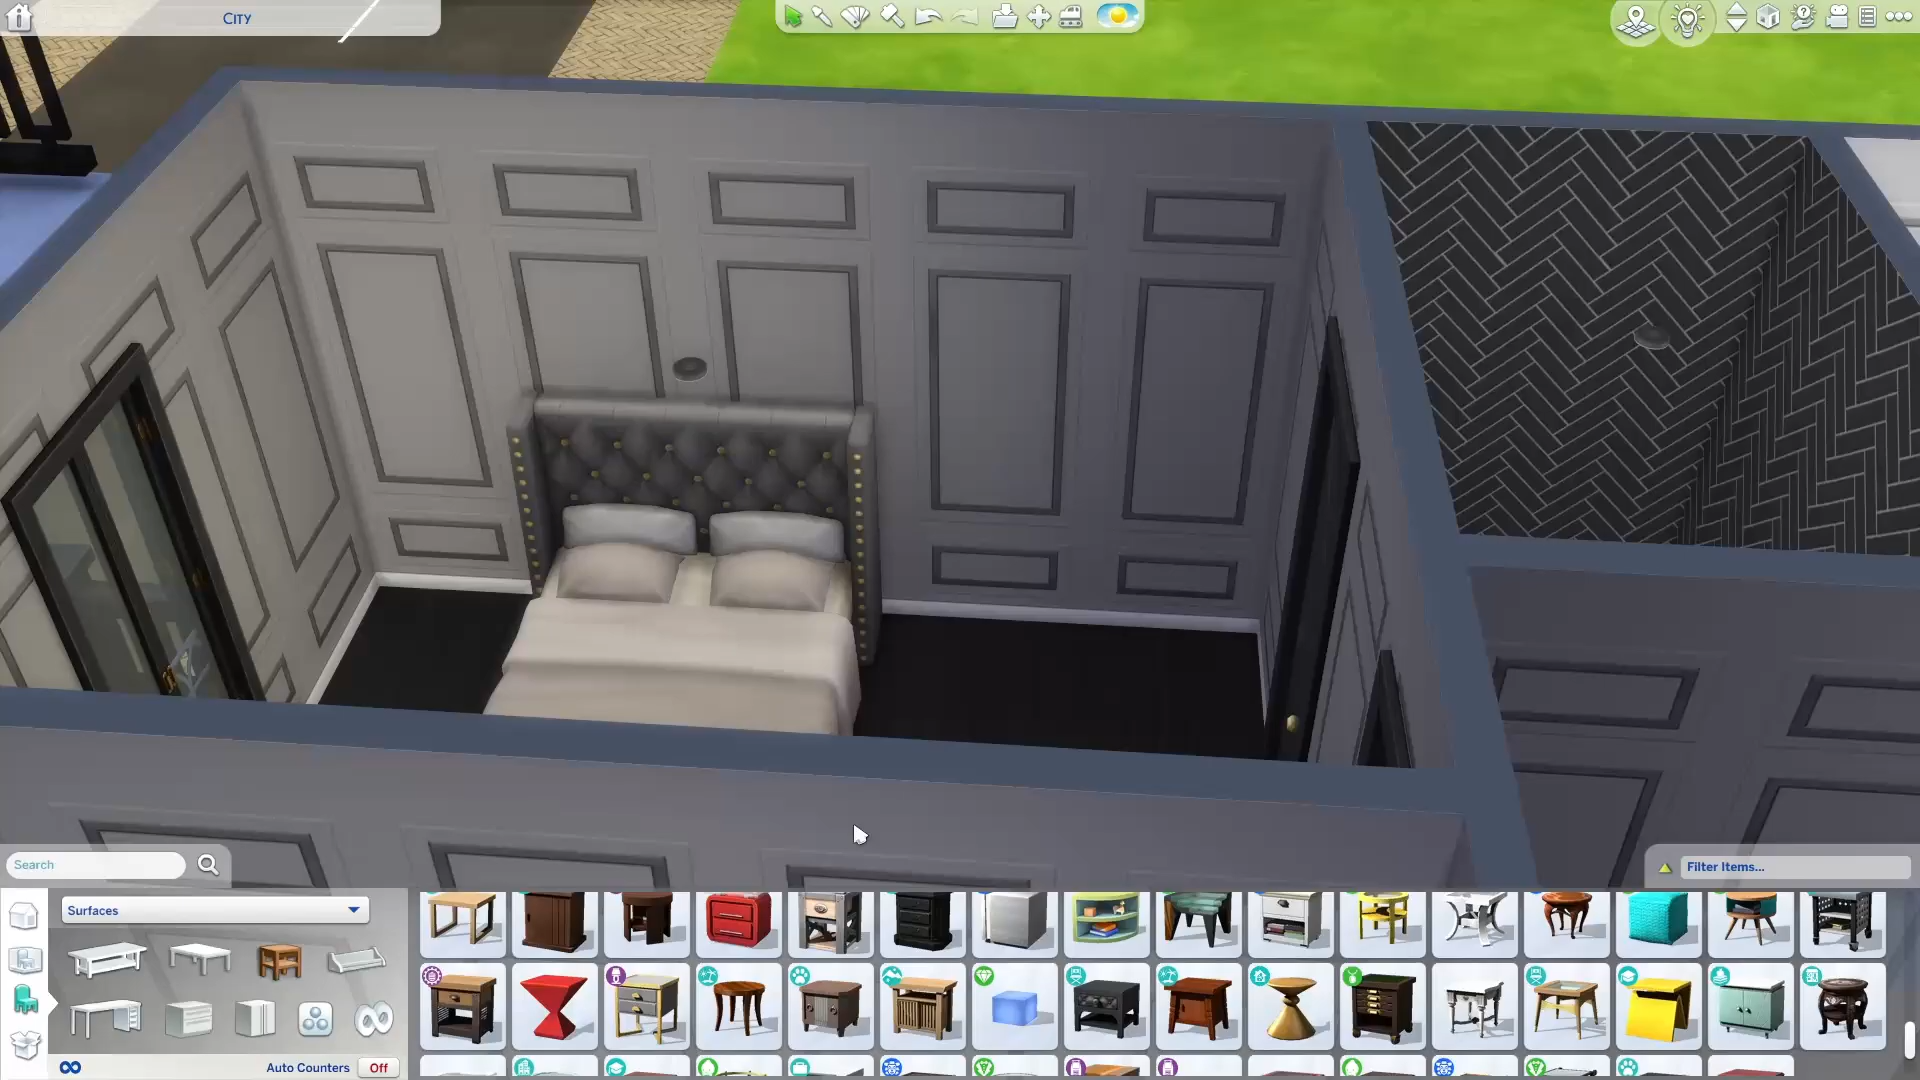 City
Search
Filter Items...
Surfaces
Auto Counters
Off